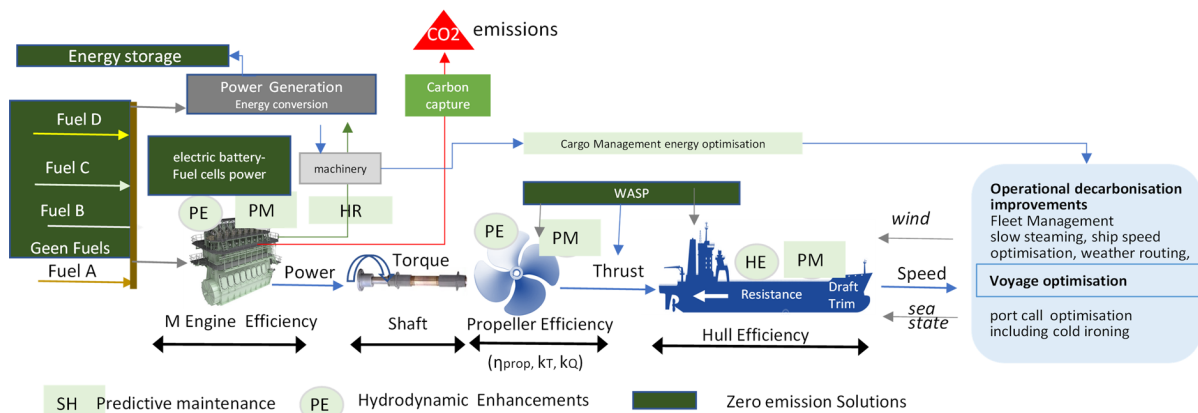 CO2
emissions
Energy storage
Power Generation
Energy conversion
Carbon
capture
Fuel D
Fuel C
Fuel B
Geen Fuels
Fuel A
electric battery-
Fuel cells power
machinery
Cargo Management energy optimisation
WASP
PE
PM
HR
PE
PM
HE
PM
Power
Torque
Thrust
Resistance
Draft
Trim
Speed
wind
sea
state
Operational decarbonisation
improvements
Fleet Management
slow steaming, ship speed
optimisation, weather routing,
Voyage optimisation
port call optimisation
including cold ironing
M Engine Efficiency
Shaft
Propeller Efficiency
(ηprop, kT, kQ)
Hull Efficiency
SH Predictive maintenance
PE Hydrodynamic Enhancements
Zero emission Solutions